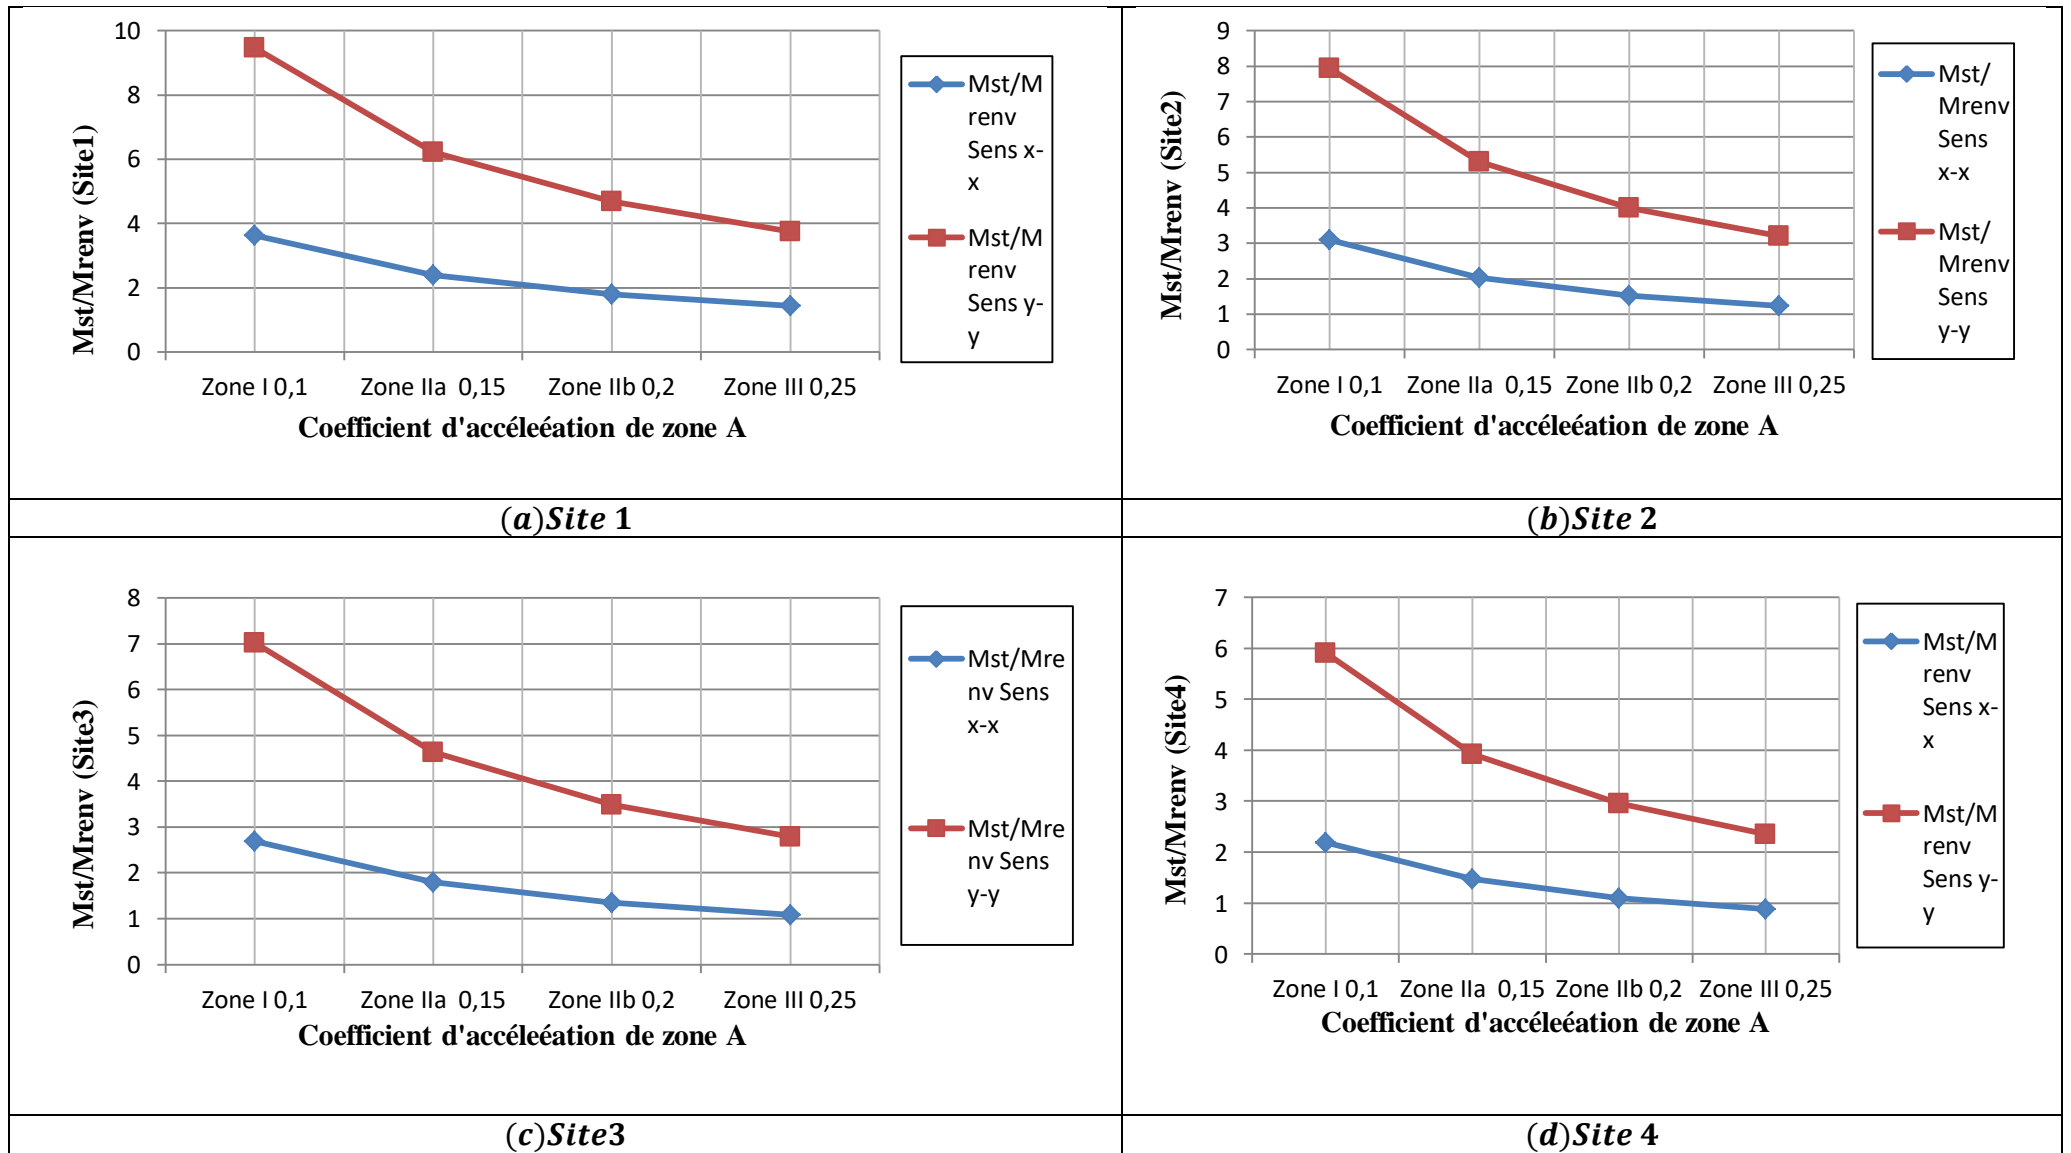 10
8
6
4
2
0
Mst/Mrenv (Site1)
Zone I 0,1 Zone IIa 0,15 Zone IIb 0,2 Zone III 0,25
Coefficient d'accéleéation de zone A
Mst/M
renv
Sens x-
x
Mst/M
renv
Sens y-
y
(a)Site 1
9
8
7
6
5
4
3
2
1
0
Mst/Mrenv (Site2)
Zone I 0,1 Zone IIa 0,15 Zone IIb 0,2 Zone III 0,25
Coefficient d'accéleéation de zone A
Mst/
Mrenv
Sens
x-x
Mst/
Mrenv
Sens
y-y
(b)Site 2
8
7
6
5
4
3
2
1
0
Mst/Mrenv (Site3)
Zone I 0,1 Zone IIa 0,15 Zone IIb 0,2 Zone III 0,25
Coefficient d'accéleéation de zone A
Mst/Mre
nv Sens
x-x
Mst/Mre
nv Sens
y-y
(c)Site3
7
6
5
4
3
2
1
0
Mst/Mrenv (Site4)
Zone I 0,1 Zone IIa 0,15 Zone IIb 0,2 Zone III 0,25
Coefficient d'accéleéation de zone A
Mst/M
renv
Sens x-
x
Mst/M
renv
Sens y-
y
(d)Site 4